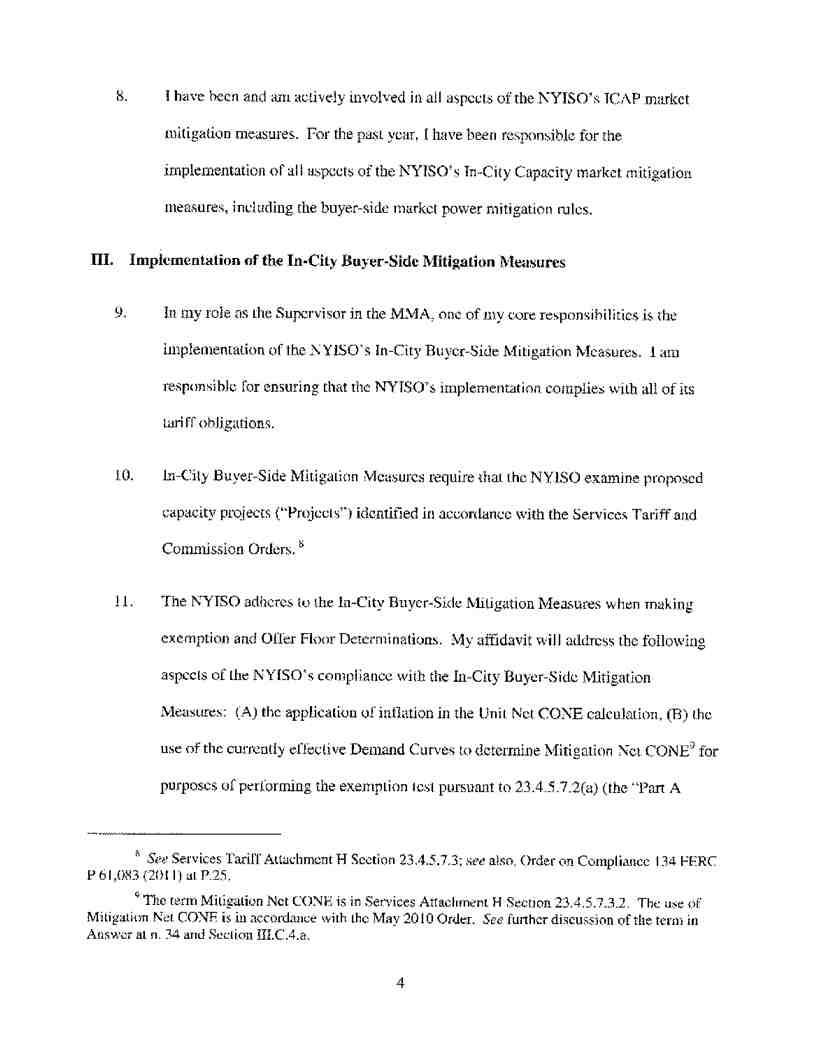 8. I have been and am actively involved in all aspects of the NYISO's ICAP market
mitigation measures. For the past year, I have been responsible for the
implementation of all aspects of the NYISO's In-City Capacity market mitigation
measures, including the buyer-side market power mitigation rules.
III. Implementation of the In-City Buyer-Side Mitigation Measures
9. In my role as the Supervisor in the MMA, one of my core responsibilities is the
implementation of the NYISO's In-City Buyer-Side Mitigation Measures. I am
responsible for ensuring that the NYISO's implementation complies with all of its
tariff obligations.
10. In-City Buyer-Side Mitigation Measures require that the NYISO examine proposed
capacity projects ("Projects") identified in accordance with the Services Tariff and
Commission Orders. 8
11. The NYISO adheres to the In-City Buyer-Side Mitigation Measures when making
exemption and Offer Floor Determinations. My affidavit will address the following
aspects of the NYISO's compliance with the In-City Buyer-Side Mitigation
Measures: (A) the application of inflation in the Unit Net CONE calculation, (B) the
use of the currently effective Demand Curves to determine Mitigation Net CONE9 for
purposes of performing the exemption test pursuant to 23.4.5.7.2(a) (the "Part A
8 See Services Tariff Attachment H Section 23.4.5.7.3; see also, Order on Compliance 134 FERC
P 61,083 (2011) at P.25.
9 The term Mitigation Net CONE is in Services Attachment H Section 23.4.5.7.3.2. The use of
Mitigation Net CONE is in accordance with the May 2010 Order. See further discussion of the term in
Answer at n. 34 and Section III.C.4.a.
4